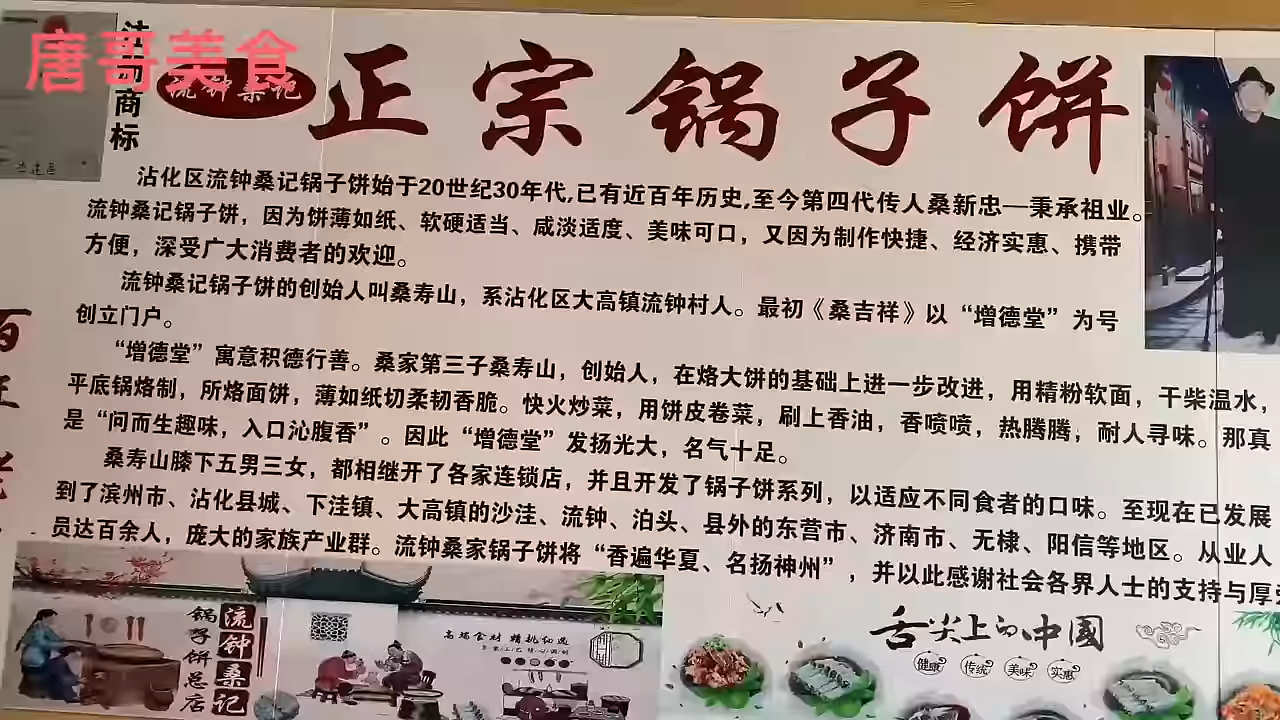 唐哥美食
商标
流钟桑记
正宗锅子饼
沾化区流钟桑记锅子饼始于20世纪30年代,已有近百年历史,至今第四代传人桑新忠—秉承祖业。
流钟桑记锅子饼，因为饼薄如纸、软硬适当、咸淡适度、美味可口，又因为制作快捷、经济实惠、携带
方便，深受广大消费者的欢迎。
流钟桑记锅子饼的创始人叫桑寿山，系沾化区大高镇流钟村人。最初《桑吉祥》以“增德堂”为号
创立门户。
“增德堂”寓意积德行善。桑家第三子桑寿山，创始人，在烙大饼的基础上进一步改进，用精粉软面，干柴温水，
平底锅烙制，所烙面饼，薄如纸切柔韧香脆。快火炒菜，用饼皮卷菜，刷上香油，香喷喷，热腾腾，耐人寻味。那真
是“问而生趣味，入口沁腹香”。因此“增德堂”发扬光大，名气十足。
桑寿山膝下五男三女，都相继开了各家连锁店，并且开发了锅子饼系列，以适应不同食者的口味。至现在已发展
到了滨州市、沾化县城、下洼镇、大高镇的沙洼、流钟、泊头、县外的东营市、济南市、无棣、阳信等地区。从业人
员达百余人，庞大的家族产业群。流钟桑家锅子饼将“香遍华夏、名扬神州”，并以此感谢社会各界人士的支持与厚
流钟桑记
锅子饼总店
高端食材 精挑细选
舌尖上的中国
健康 传统 美味 实惠